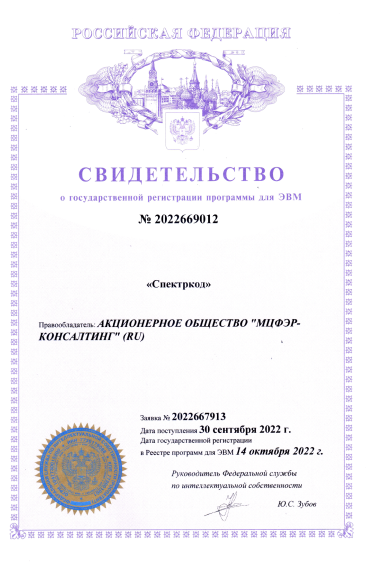 РОССИЙСКАЯ ФЕДЕРАЦИЯ
СВИДЕТЕЛЬСТВО
о государственной регистрации программы для ЭВМ
№ 2022669012
«Спектркод»
Правообладатель: АКЦИОНЕРНОЕ ОБЩЕСТВО "МЦФЭР-
КОНСАЛТИНГ" (RU)
Заявка № 2022667913
Дата поступления 30 сентября 2022 г.
Дата государственной регистрации
в Реестре программ для ЭВМ 14 октября 2022 г.
Руководитель Федеральной службы
по интеллектуальной собственности
Ю.С. Зубов